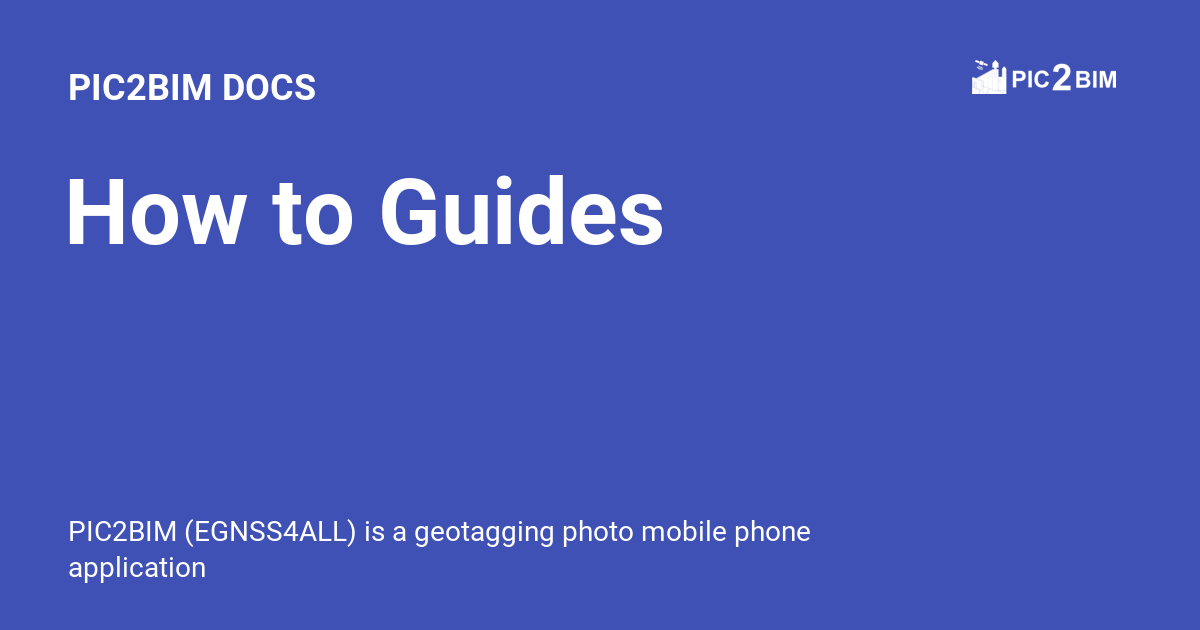 PIC2BIM DOCS
PIC2BIM
How to Guides
PIC2BIM (EGNSS4ALL) is a geotagging photo mobile phone
application